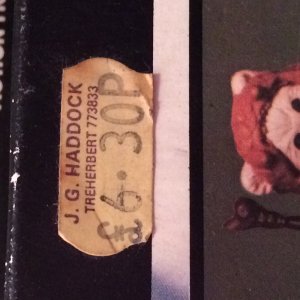 J. G. HADDOCK
TREHERBERT 773833
£6·30P